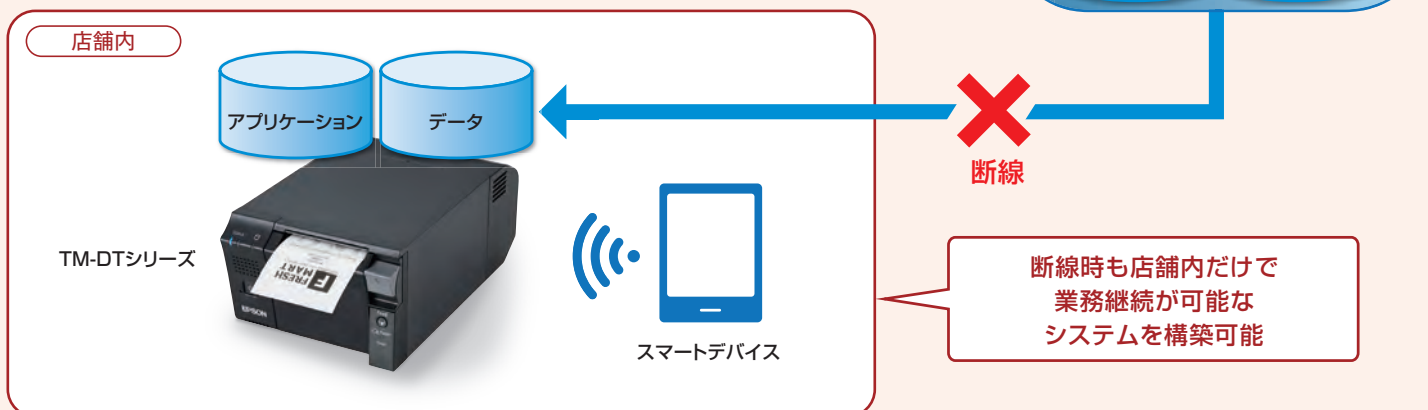 店舗内
アプリケーション
データ
断線
TM-DTシリーズ
FRESH
MART
EPSON
スマートデバイス
断線時も店舗内だけで
業務継続が可能な
システムを構築可能